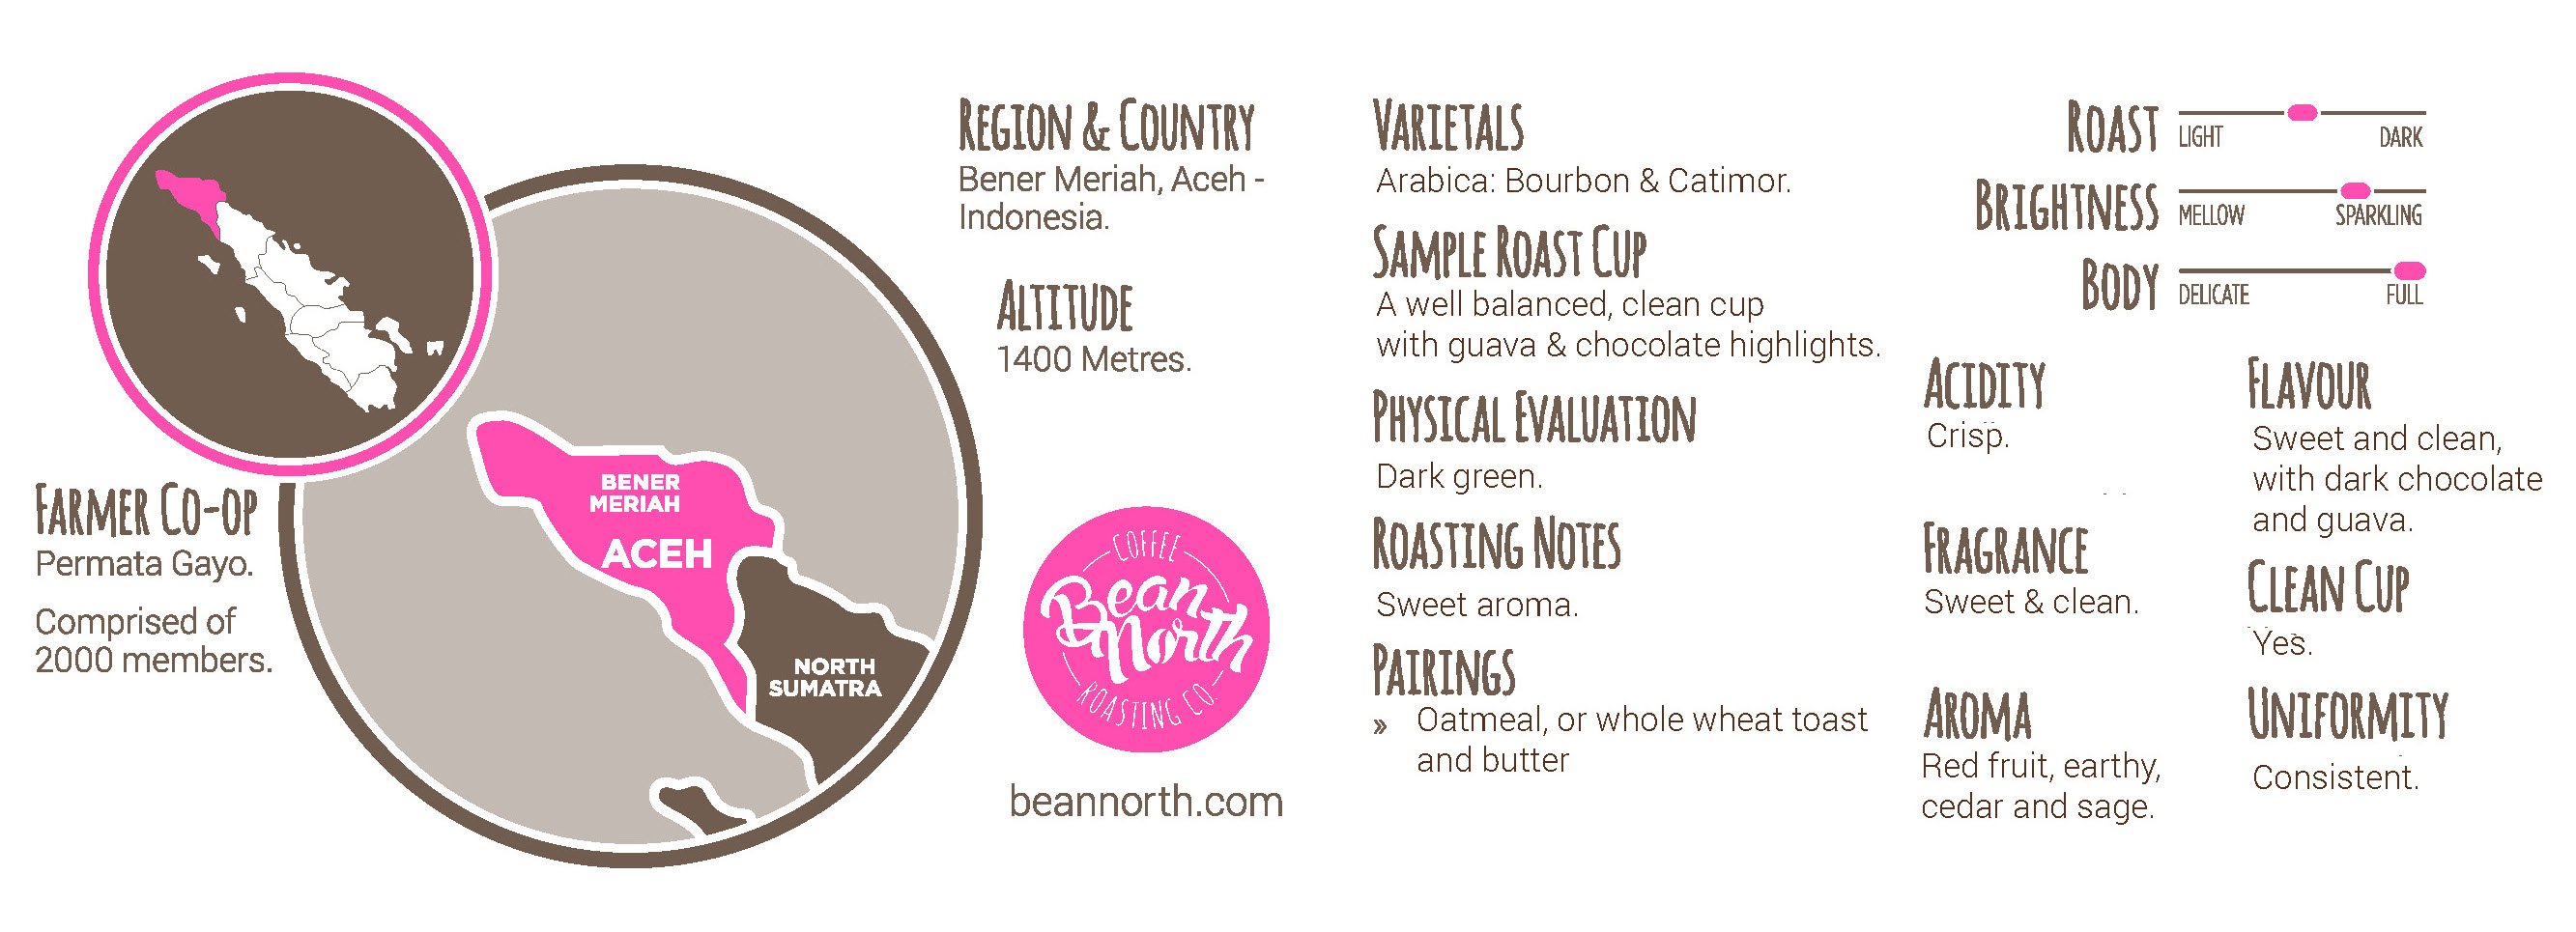 FARMER CO-OP
Permata Gayo.
Comprised of
2000 members.
BENER
MERIAH
ACEH
NORTH
SUMATRA
REGION & COUNTRY
Bener Meriah, Aceh -
Indonesia.
ALTITUDE
1400 Metres.
COFFEE
Bean
North
ROASTING CO.
beannorth.com
VARIETALS
Arabica: Bourbon & Catimor.
SAMPLE ROAST CUP
A well balanced, clean cup
with guava & chocolate highlights.
PHYSICAL EVALUATION
Dark green.
ROASTING NOTES
Sweet aroma.
PAIRINGS
» Oatmeal, or whole wheat toast
and butter
ROAST
LIGHT DARK
BRIGHTNESS
MELLOW SPARKLING
BODY
DELICATE FULL
ACIDITY
Crisp.
FRAGRANCE
Sweet & clean.
AROMA
Red fruit, earthy,
cedar and sage.
FLAVOUR
Sweet and clean,
with dark chocolate
and guava.
CLEAN CUP
Yes.
UNIFORMITY
Consistent.